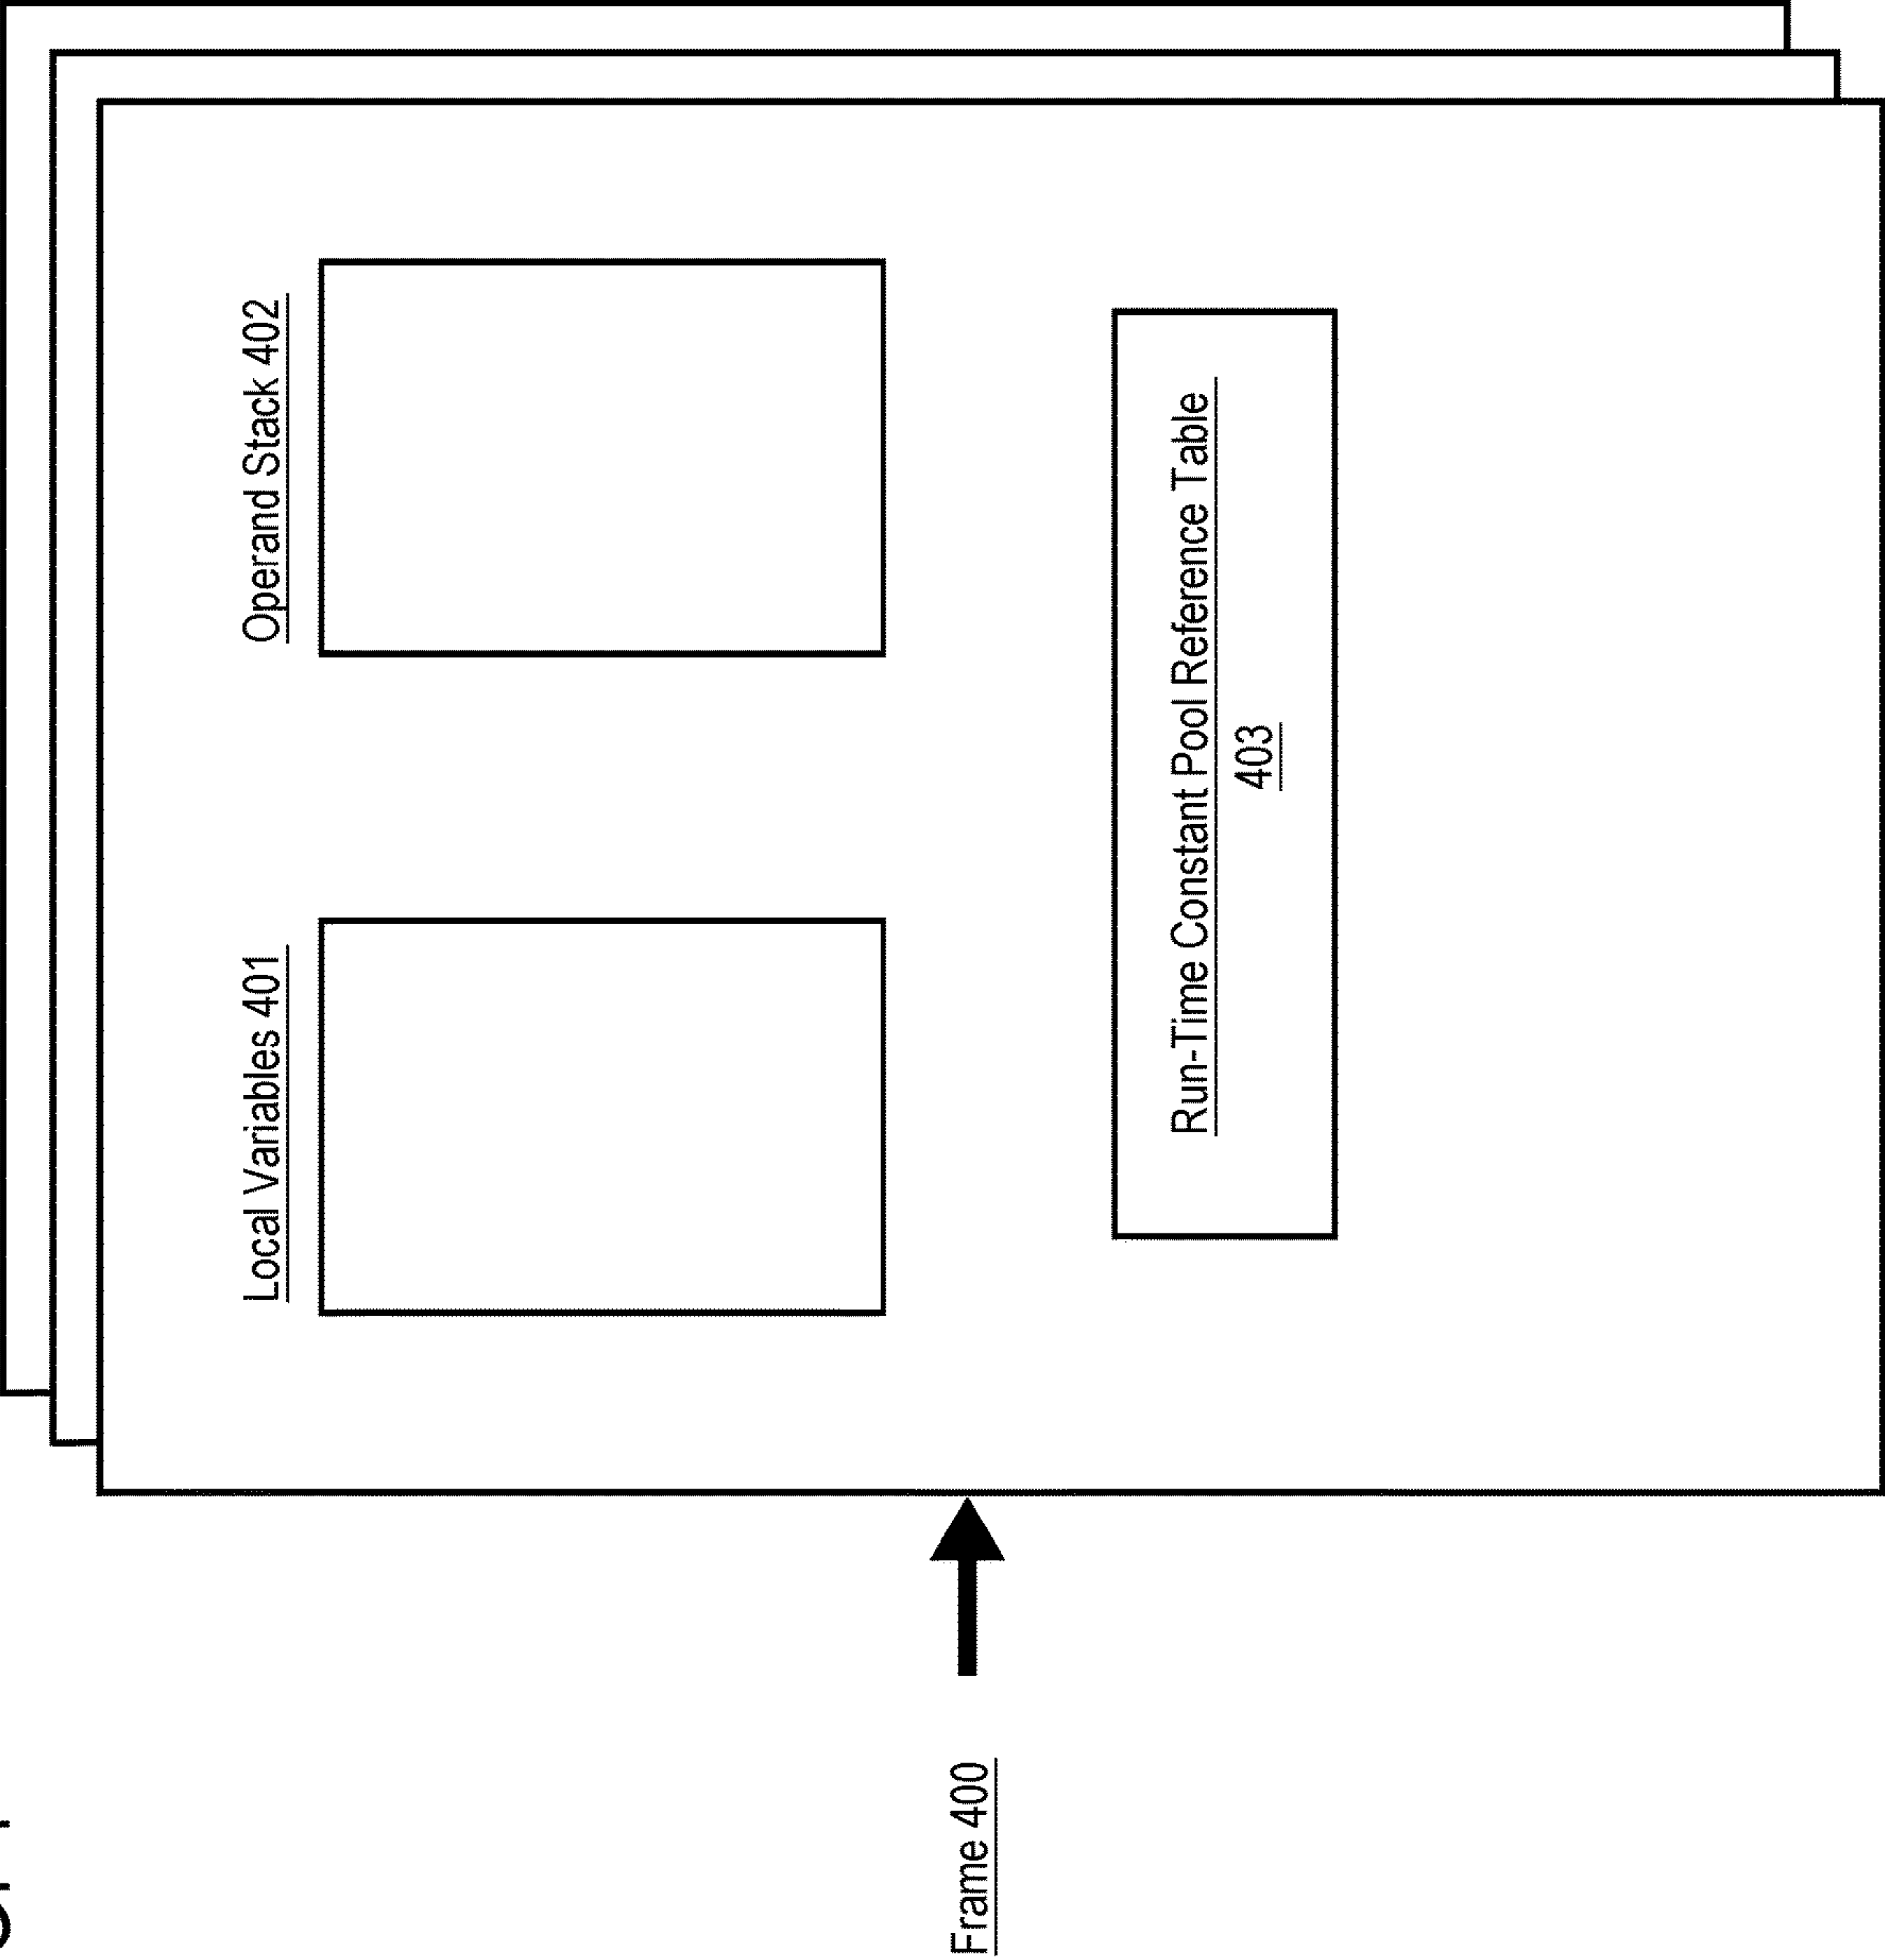 Local Variables 401
Operand Stack 402
Run-Time Constant Pool Reference Table
403
Frame 400